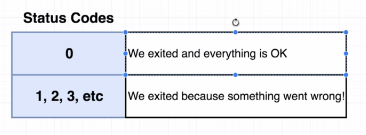 Status Codes
0
We exited and everything is OK
1, 2, 3, etc
We exited because something went wrong!